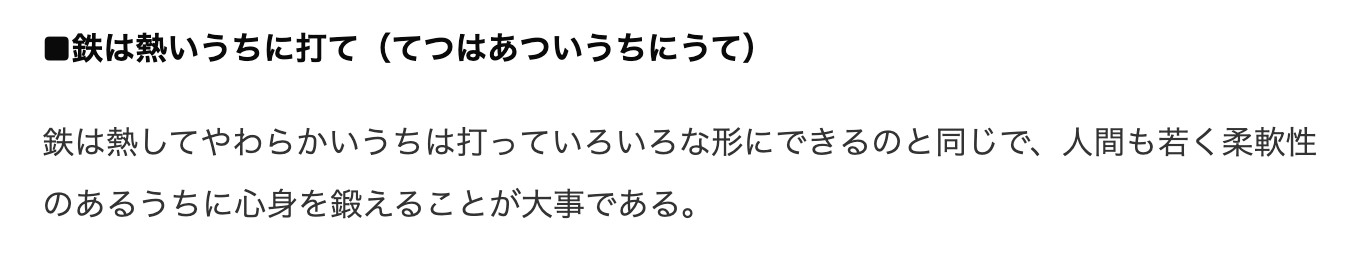 ■鉄は熱いうちに打て（てつはあついうちにうて）
鉄は熱してやわらかいうちは打っていろいろな形にできるのと同じで、人間も若く柔軟性
のあるうちに心身を鍛えることが大事である。